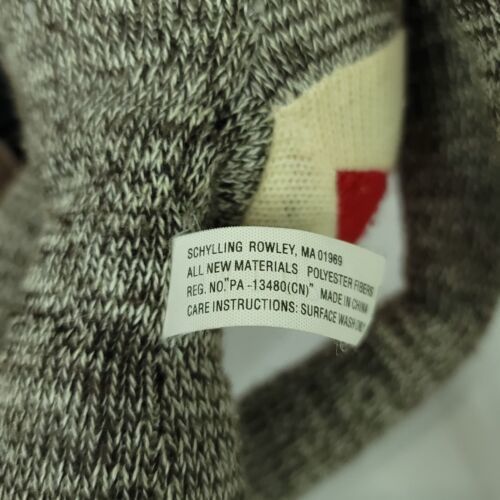 SCHYLLING ROWLEY, MA 01969
ALL NEW MATERIALS POLYESTER FIBERS
REG. NO."PA -13480(CN)" MADE IN CHINA
CARE INSTRUCTIONS: SURFACE WASH ONLY